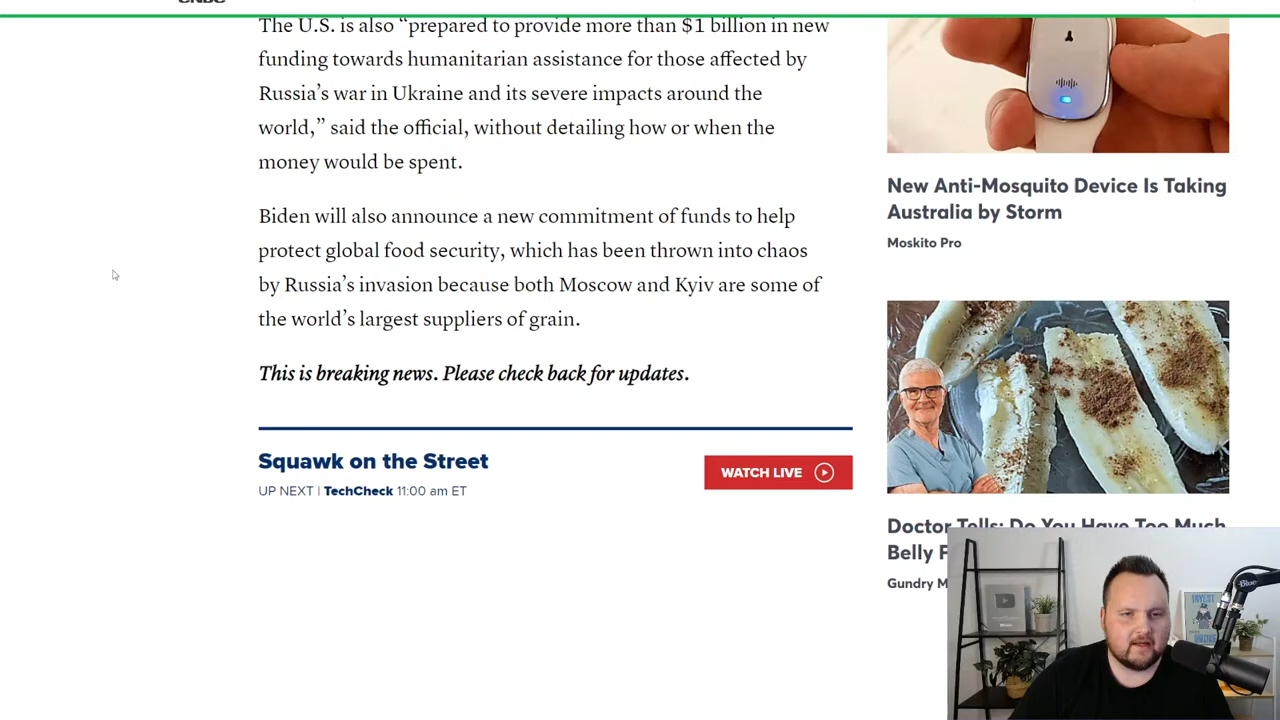 CNBC
The U.S. is also “prepared to provide more than $1 billion in new
funding towards humanitarian assistance for those affected by
Russia’s war in Ukraine and its severe impacts around the
world,” said the official, without detailing how or when the
money would be spent.
Biden will also announce a new commitment of funds to help
protect global food security, which has been thrown into chaos
by Russia’s invasion because both Moscow and Kyiv are some of
the world’s largest suppliers of grain.
This is breaking news. Please check back for updates.
Squawk on the Street
UP NEXT | TechCheck 11:00 am ET
WATCH LIVE
New Anti-Mosquito Device Is Taking
Australia by Storm
Moskito Pro
Doctor Tells: Do You Have Too Much
Belly F
Gundry M
INVEST
Blue